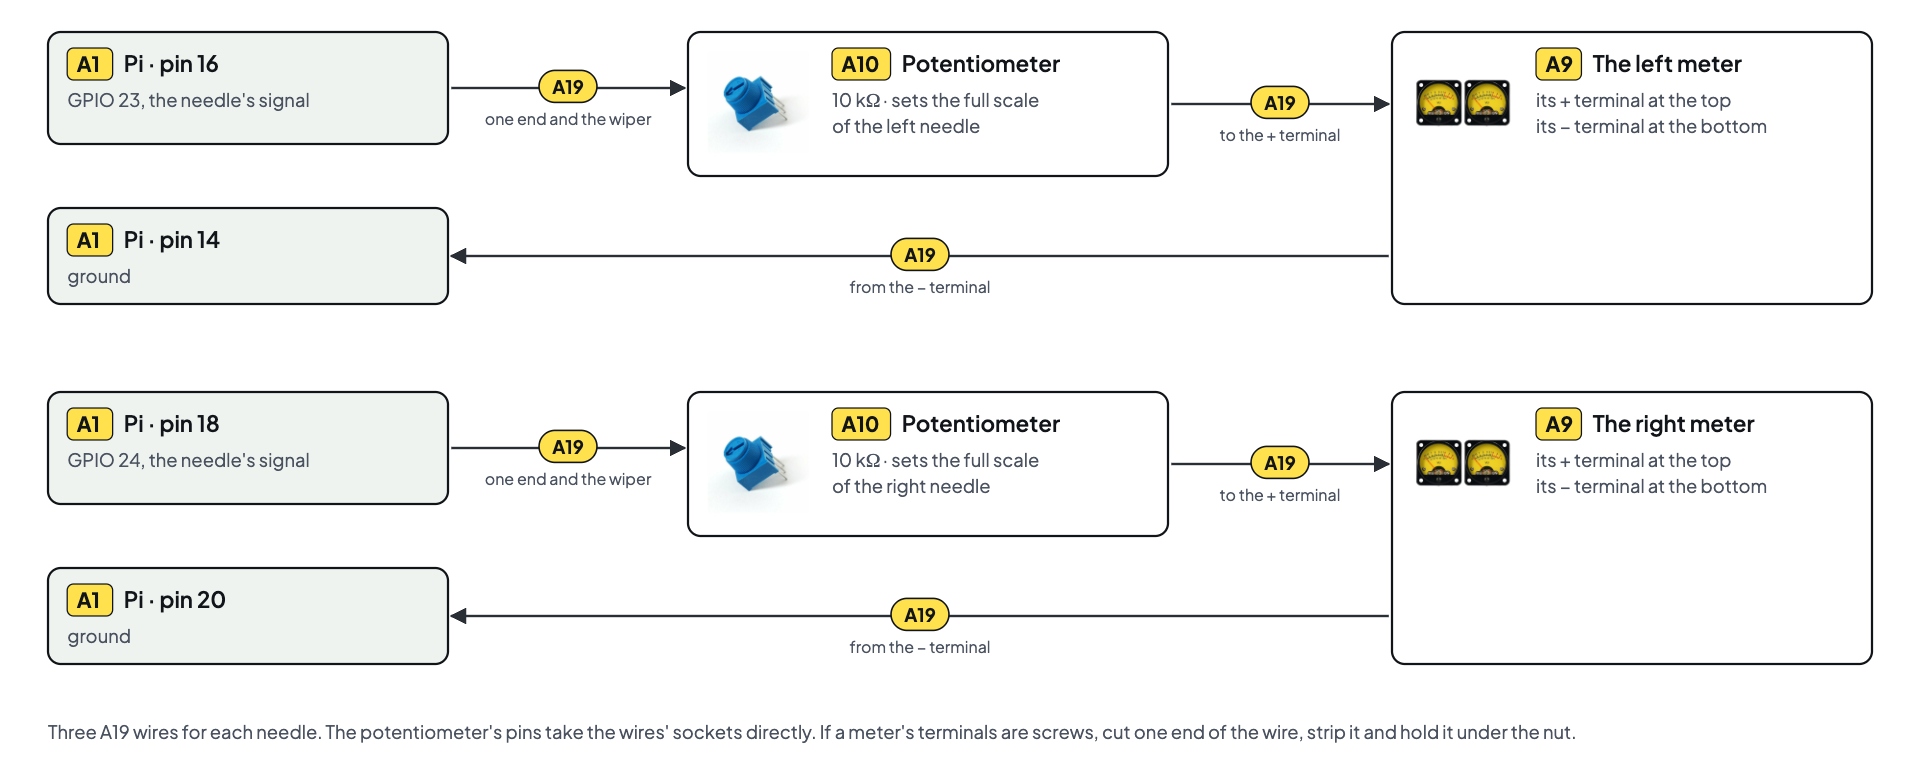 A1 Pi · pin 16
GPIO 23, the needle's signal
A19
one end and the wiper
A10 Potentiometer
10 kΩ · sets the full scale
of the left needle
A19
to the + terminal
A9 The left meter
its + terminal at the top
its – terminal at the bottom
A1 Pi · pin 14
ground
A19
from the – terminal
A1 Pi · pin 18
GPIO 24, the needle's signal
A19
one end and the wiper
A10 Potentiometer
10 kΩ · sets the full scale
of the right needle
A19
to the + terminal
A9 The right meter
its + terminal at the top
its – terminal at the bottom
A1 Pi · pin 20
ground
A19
from the – terminal
Three A19 wires for each needle. The potentiometer's pins take the wires' sockets directly. If a meter's terminals are screws, cut one end of the wire, strip it and hold it under the nut.